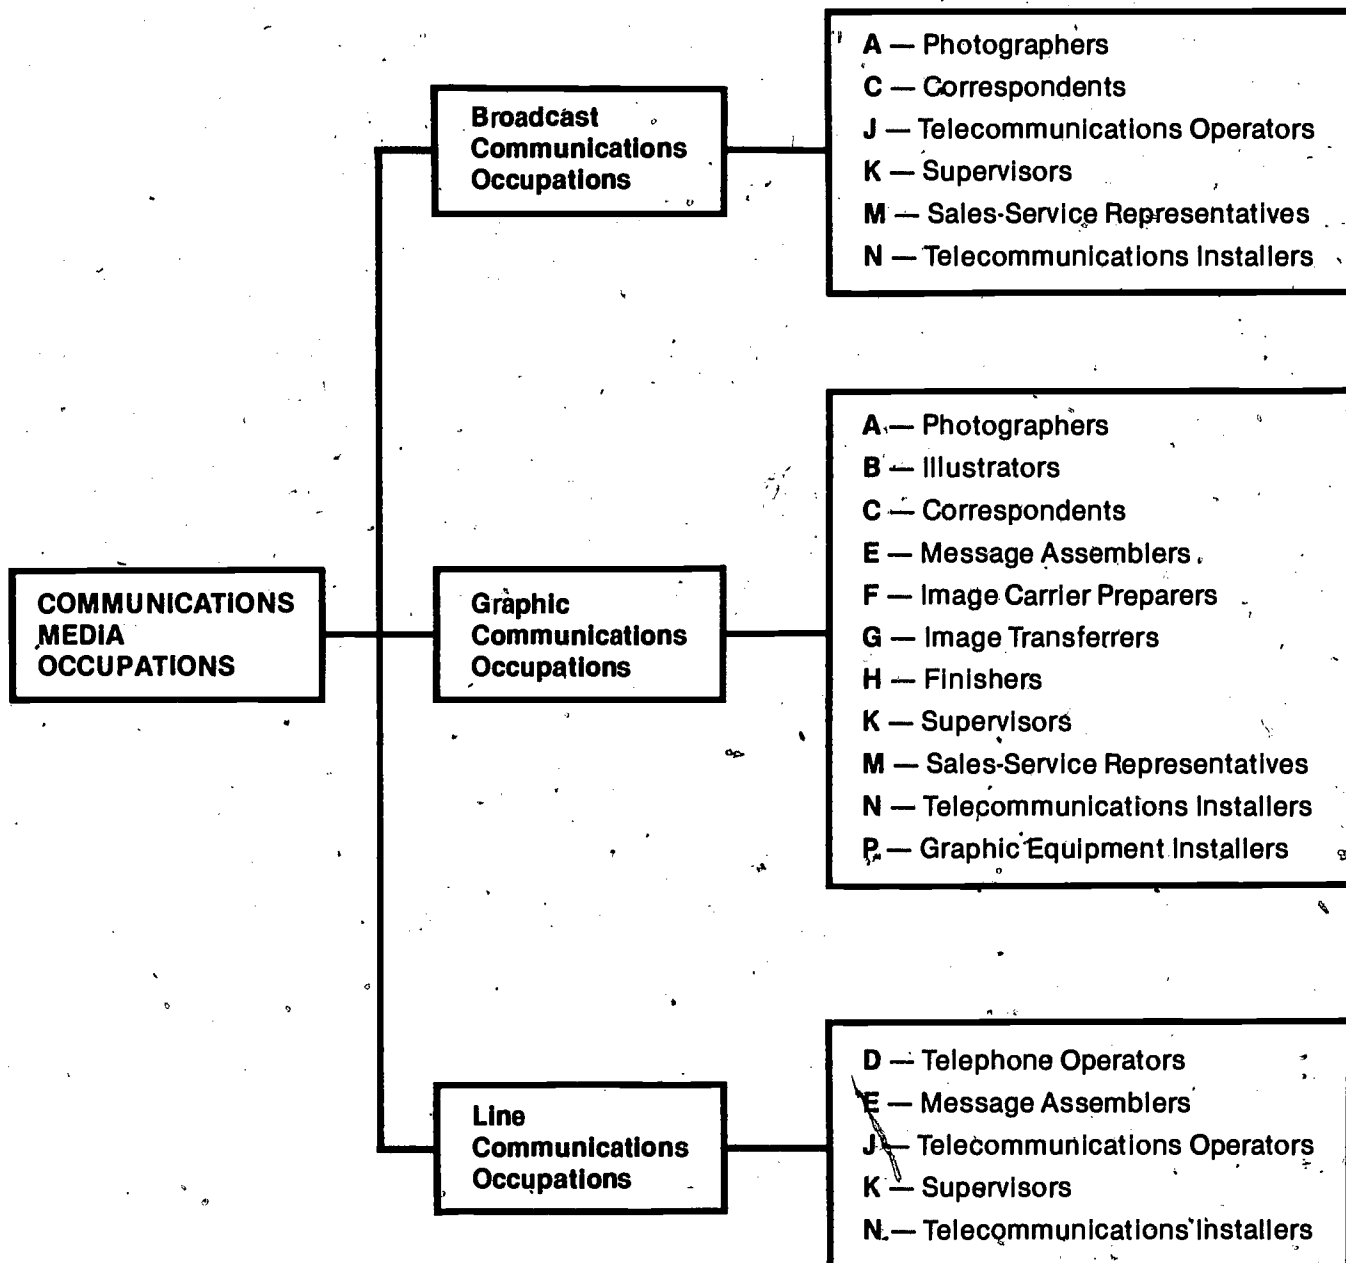 COMMUNICATIONS
MEDIA
OCCUPATIONS
Broadcast
Communications
Occupations
A — Photographers
C — Correspondents
J — Telecommunications Operators
K — Supervisors
M — Sales-Service Representatives
N — Telecommunications Installers
Graphic
Communications
Occupations
A — Photographers
B — Illustrators
C — Correspondents
E — Message Assemblers
F — Image Carrier Preparers
G — Image Transferrers
H — Finishers
K — Supervisors
M — Sales-Service Representatives
N — Telecommunications Installers
P — Graphic Equipment Installers
Line
Communications
Occupations
D — Telephone Operators
E — Message Assemblers
J — Telecommunications Operators
K — Supervisors
N — Telecommunications Installers